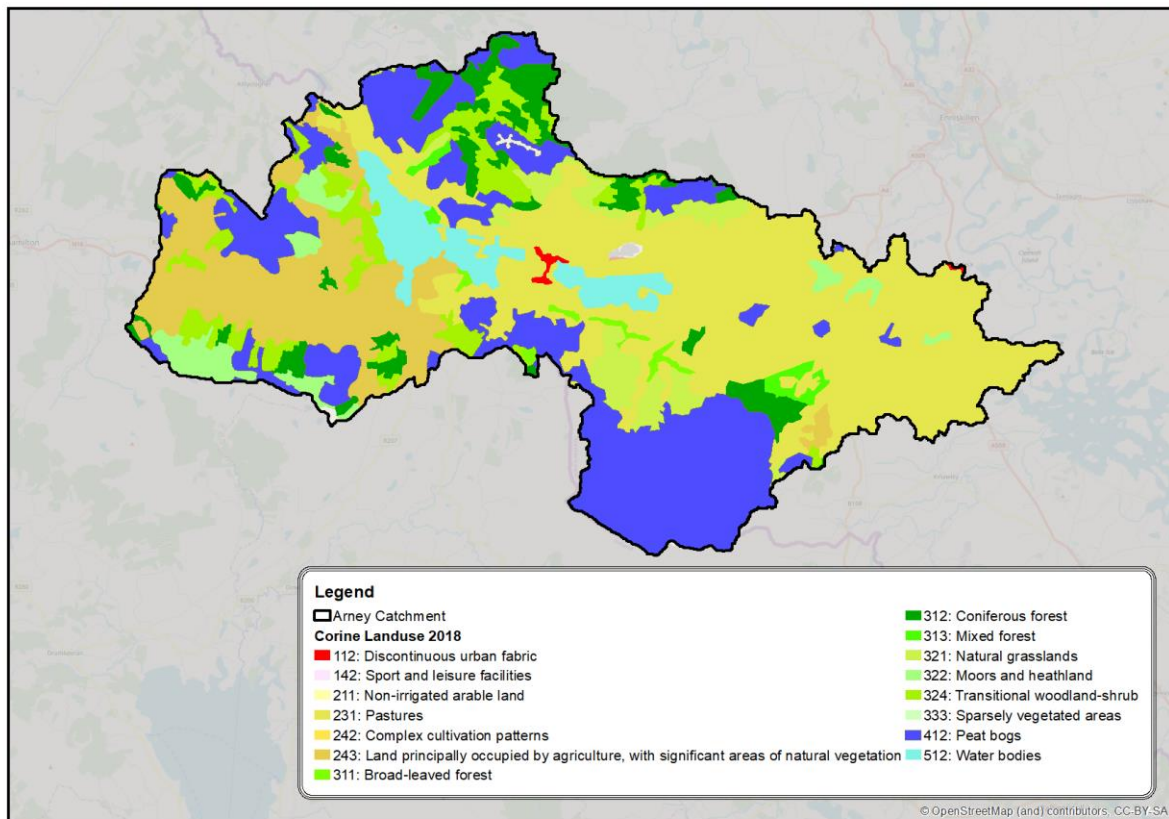 Enniskillen
Legend
Arney Catchment
Corine Landuse 2018
112: Discontinuous urban fabric
142: Sport and leisure facilities
211: Non-irrigated arable land
231: Pastures
242: Complex cultivation patterns
243: Land principally occupied by agriculture, with significant areas of natural vegetation
311: Broad-leaved forest
312: Coniferous forest
313: Mixed forest
321: Natural grasslands
322: Moors and heathland
324: Transitional woodland-shrub
333: Sparsely vegetated areas
412: Peat bogs
512: Water bodies
© OpenStreetMap (and) contributors, CC-BY-SA